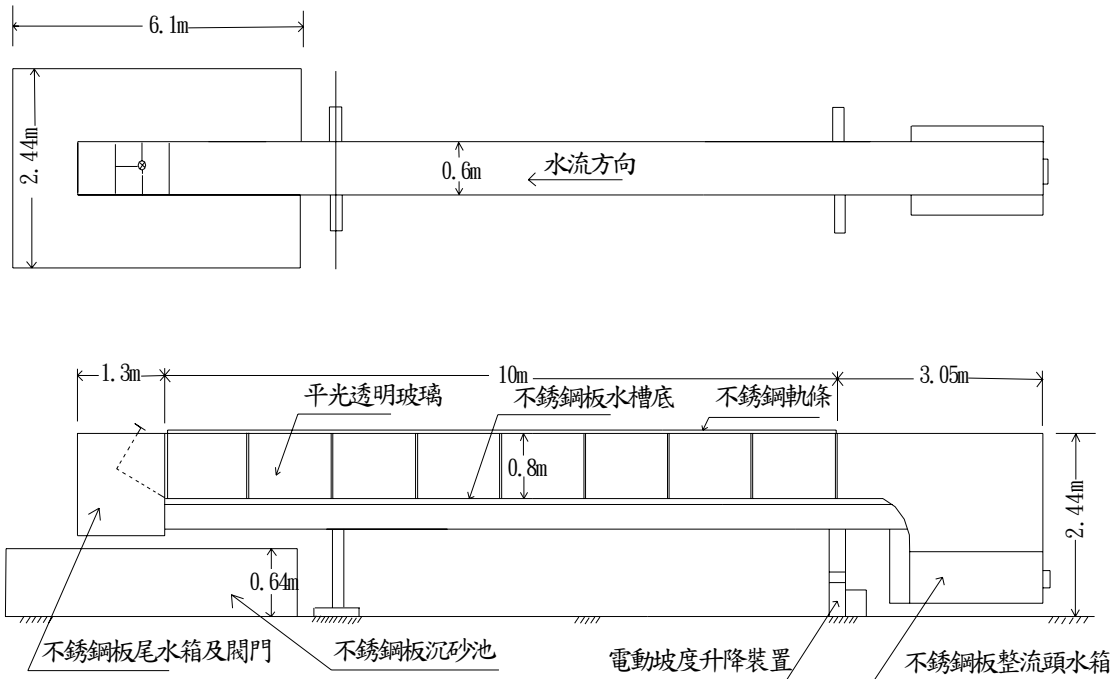 6.1m
2.44m
0.6m
水流方向
1.3m
10m
3.05m
平光透明玻璃
不銹鋼板水槽底
不銹鋼軌條
0.8m
2.44m
0.64m
不銹鋼板尾水箱及閥門
不銹鋼板沉砂池
電動坡度升降裝置
不銹鋼板整流頭水箱